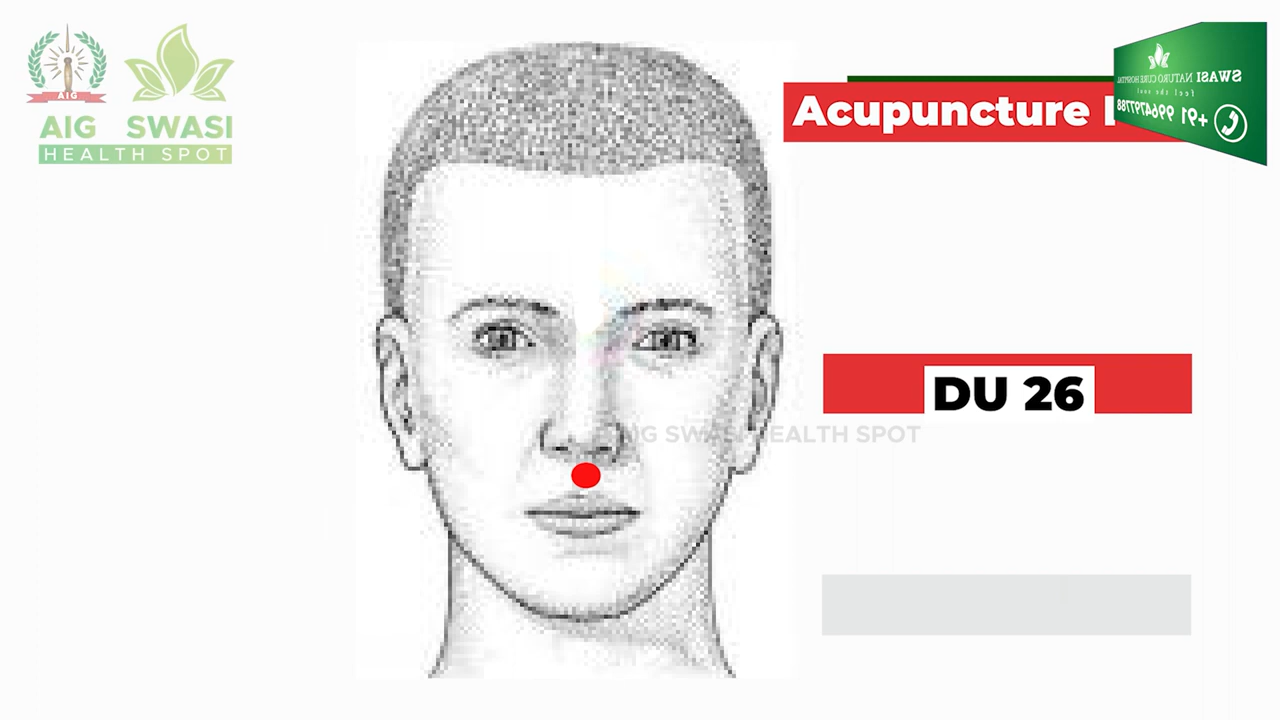 AIG
AIG SWASI
HEALTH SPOT
Acupuncture
SWASI NATURO CURE HOSPITAL
feel the soul
+91 9964797788
DU 26
AIG SWASI HEALTH SPOT